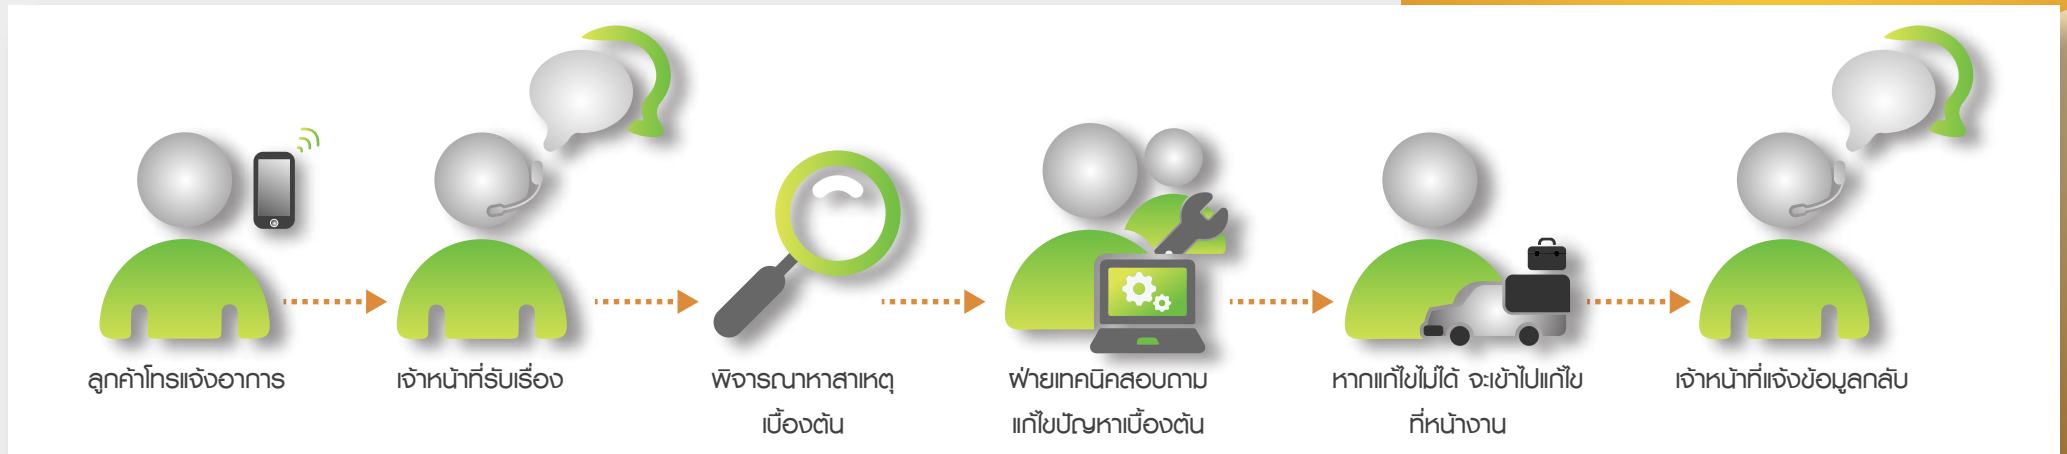 ลูกค้าโทรแจ้งอาการ
เจ้าหน้าที่รับเรื่อง
พิจารณาหาสาเหตุ
เบื้องต้น
ฝ่ายเทคนิคสอบถาม
แก้ไขปัญหาเบื้องต้น
หากแก้ไขไม่ได้ จะเข้าไปแก้ไข
ที่หน้างาน
เจ้าหน้าที่แจ้งข้อมูลกลับ